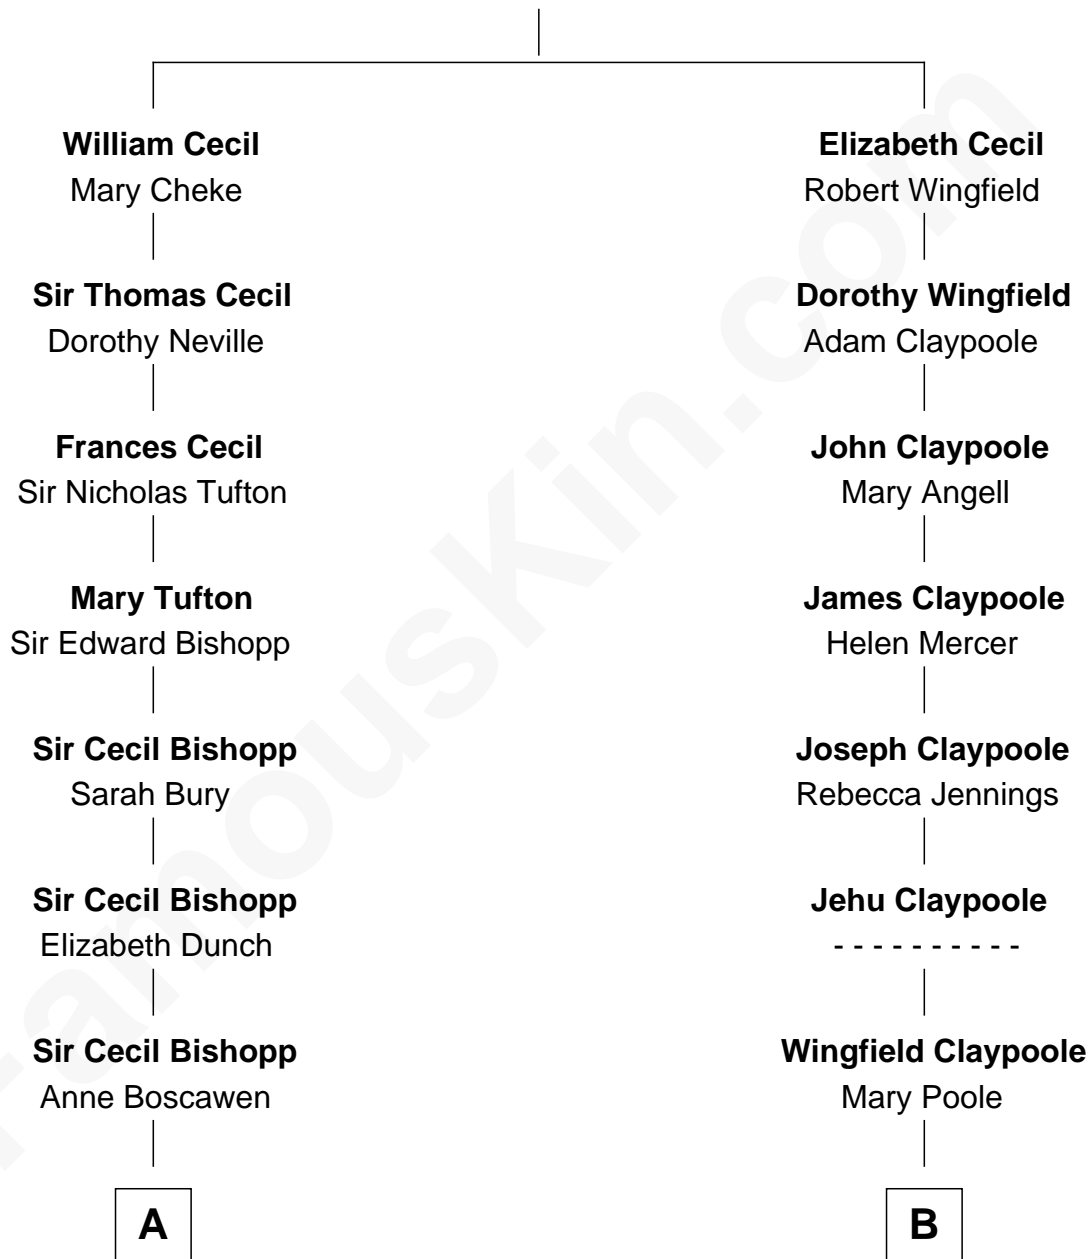 William Cecil
Mary Cheke
Sir Thomas Cecil
Dorothy Neville
Frances Cecil
Sir Nicholas Tufton
Mary Tufton
Sir Edward Bishopp
Sir Cecil Bishopp
Sarah Bury
Sir Cecil Bishopp
Elizabeth Dunch
Sir Cecil Bishopp
Anne Boscawen
A
Elizabeth Cecil
Robert Wingfield
Dorothy Wingfield
Adam Claypoole
John Claypoole
Mary Angell
James Claypoole
Helen Mercer
Joseph Claypoole
Rebecca Jennings
Jehu Claypoole
- - - - - - - - - -
Wingfield Claypoole
Mary Poole
B
FamousKin.com